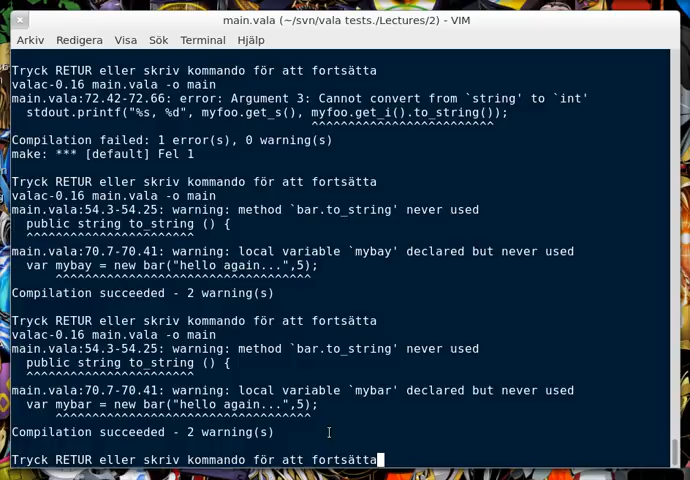 main.vala (~/svn/vala tests./Lectures/2) - VIM
Arkiv Redigera Visa Sök Terminal Hjälp
Tryck RETUR eller skriv kommando för att fortsätta
valac-0.16 main.vala -o main
main.vala:72.42-72.66: error: Argument 3: Cannot convert from `string' to `int'
  stdout.printf("%s, %d", myfoo.get_s(), myfoo.get_i().to_string());
                                         ^^^^^^^^^^^^^^^^^^^^^^^^^
Compilation failed: 1 error(s), 0 warning(s)
make: *** [default] Fel 1
Tryck RETUR eller skriv kommando för att fortsätta
valac-0.16 main.vala -o main
main.vala:54.3-54.25: warning: method `bar.to_string' never used
  public string to_string () {
  ^^^^^^^^^^^^^^^^^^^^^^^
main.vala:70.7-70.41: warning: local variable `mybay' declared but never used
  var mybay = new bar("hello again...",5);
      ^^^^^^^^^^^^^^^^^^^^^^^^^^^^^^^^^^^
Compilation succeeded - 2 warning(s)
Tryck RETUR eller skriv kommando för att fortsätta
valac-0.16 main.vala -o main
main.vala:54.3-54.25: warning: method `bar.to_string' never used
  public string to_string () {
  ^^^^^^^^^^^^^^^^^^^^^^^
main.vala:70.7-70.41: warning: local variable `mybar' declared but never used
  var mybar = new bar("hello again...",5);
      ^^^^^^^^^^^^^^^^^^^^^^^^^^^^^^^^^^^
Compilation succeeded - 2 warning(s)
Tryck RETUR eller skriv kommando för att fortsätta